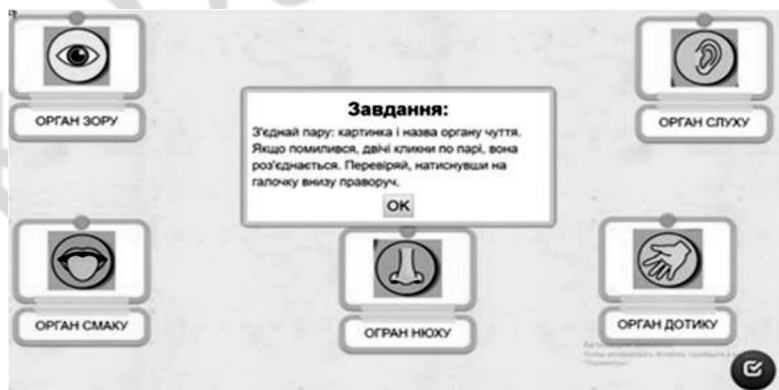 ОРГАН ЗОРУ
ОРГАН СЛУХУ
Завдання:
З'єднай пару: картинка і назва органу чуття.
Якщо помилився, двічі кликни по парі, вона
роз'єднається. Перевіряй, натиснувши на
галочку внизу праворуч.
OK
ОРГАН СМАКУ
ОГРАН НЮХУ
ОРГАН ДОТИКУ